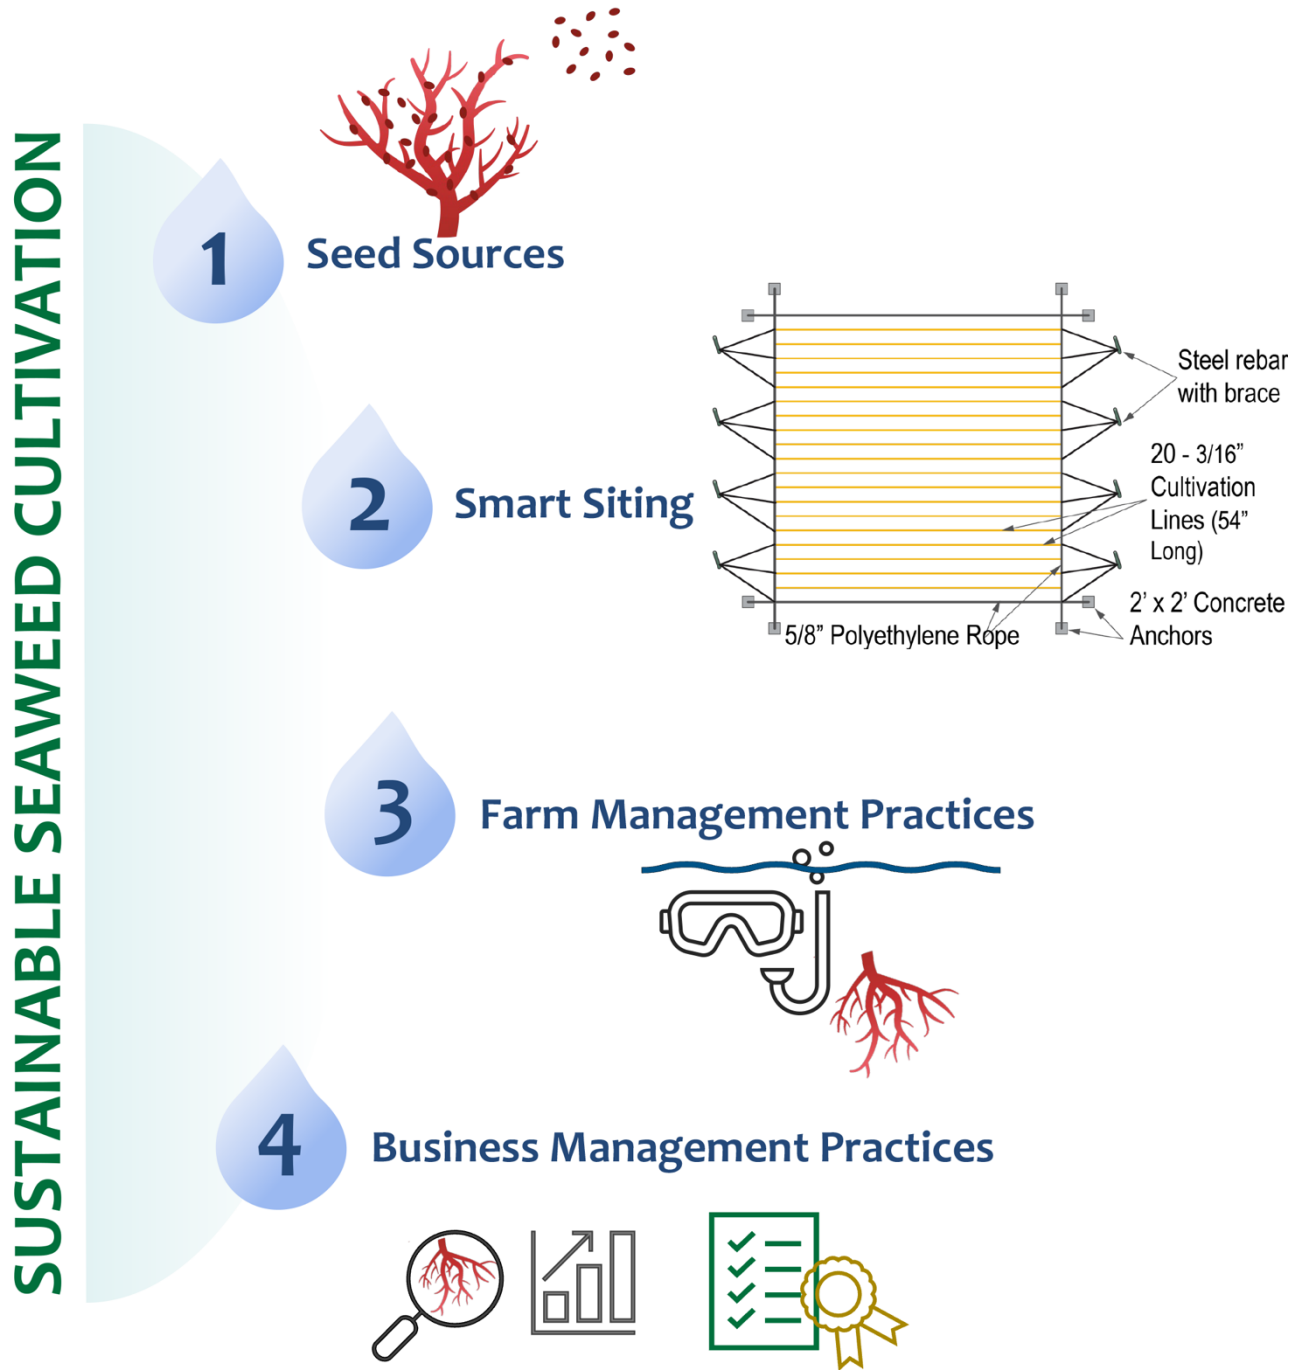 SUSTAINABLE SEAWEED CULTIVATION
1
Seed Sources
2
Smart Siting
Steel rebar
with brace
20 - 3/16”
Cultivation
Lines (54”
Long)
2’ x 2’ Concrete
Anchors
5/8” Polyethylene Rope
3
Farm Management Practices
4
Business Management Practices